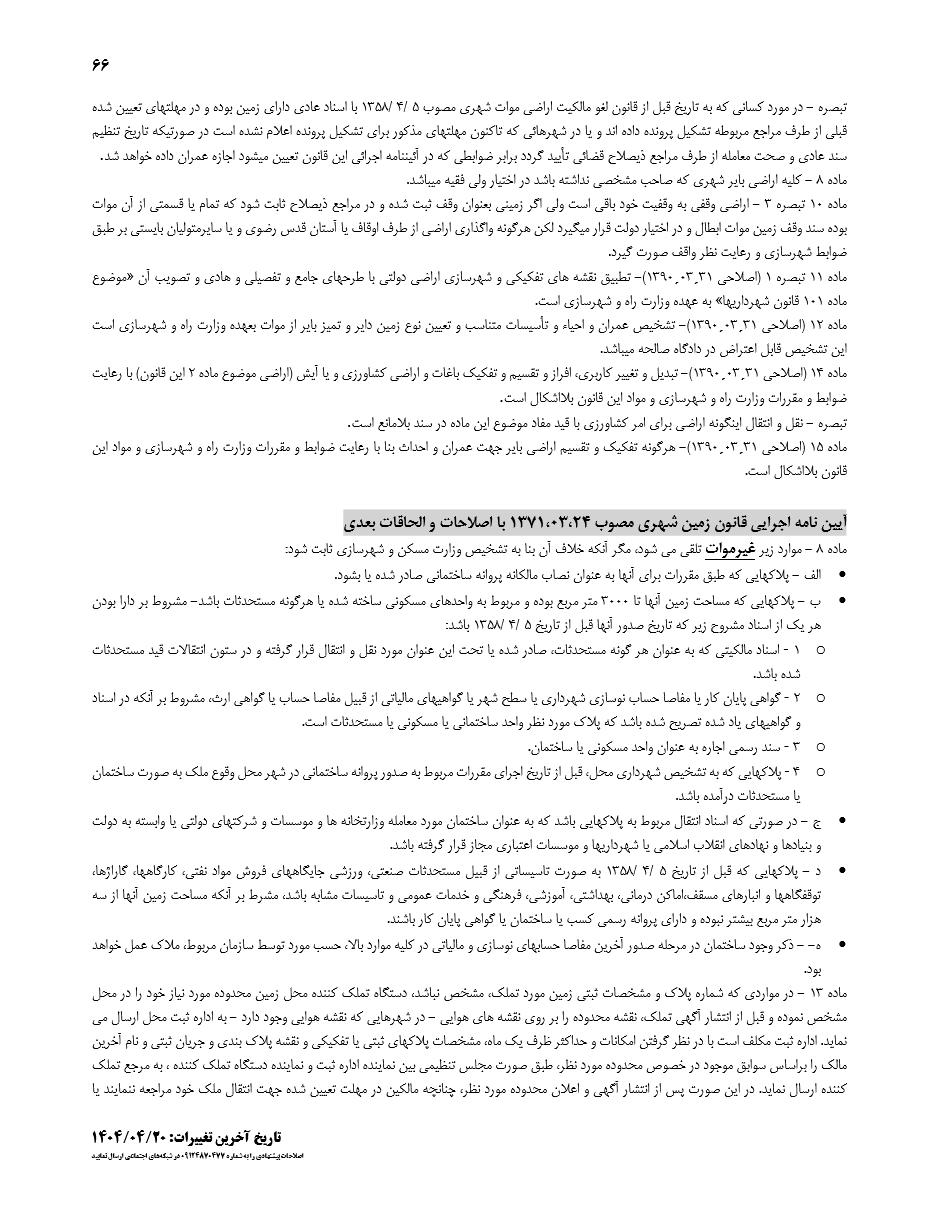 ۶۶
تبصره – در مورد کسانی که به تاریخ قبل از قانون لغو مالکیت اراضی موات شهری مصوب ۵ /۴ /۱۳۵۸ با اسناد عادی دارای زمین بوده و در مهلتهای تعیین شده
قبلی از طرف مراجع مربوطه تشکیل پرونده داده اند و یا در شهرهائی که تاکنون مهلتهای مذکور برای تشکیل پرونده اعلام نشده است در صورتیکه تاریخ تنظیم
سند عادی و صحت معامله از طرف مراجع ذیصلاح قضائی تأیید گردد برابر ضوابطی که در آئیننامه اجرائی این قانون تعیین میشود اجازه عمران داده خواهد شد.
ماده ۸ – کلیه اراضی بایر شهری که صاحب مشخصی نداشته باشد در اختیار ولی فقیه میباشد.
ماده ۱۰ تبصره ۳ – اراضی وقفی به وقفیت خود باقی است ولی اگر زمینی بعنوان وقف ثبت شده و در مراجع ذیصلاح ثابت شود که تمام یا قسمتی از آن موات
بوده سند وقف زمین موات ابطال و در اختیار دولت قرار میگیرد لکن هرگونه واگذاری اراضی از طرف اوقاف یا آستان قدس رضوی و یا سایرمتولیان بایستی بر طبق
ضوابط شهرسازی و رعایت نظر واقف صورت گیرد.
ماده ۱۱ تبصره ۱ (اصلاحی ۳۱¸۰۳¸۱۳۹۰)– تطبیق نقشه های تفکیکی و شهرسازی اراضی دولتی با طرحهای جامع و تفصیلی و هادی و تصویب آن «موضوع
ماده ۱۰۱ قانون شهرداریها» به عهده وزارت راه و شهرسازی است.
ماده ۱۲ (اصلاحی ۳۱¸۰۳¸۱۳۹۰)– تشخیص عمران و احیاء و تأسیسات متناسب و تعیین نوع زمین دایر و تمیز بایر از موات بعهده وزارت راه و شهرسازی است
این تشخیص قابل اعتراض در دادگاه صالحه میباشد.
ماده ۱۴ (اصلاحی ۳۱¸۰۳¸۱۳۹۰)– تبدیل و تغییر کاربری، افراز و تقسیم و تفکیک باغات و اراضی کشاورزی و یا آیش (اراضی موضوع ماده ۲ این قانون) با رعایت
ضوابط و مقررات وزارت راه و شهرسازی و مواد این قانون بلااشکال است.
تبصره – نقل و انتقال اینگونه اراضی برای امر کشاورزی با قید مفاد موضوع این ماده در سند بلامانع است.
ماده ۱۵ (اصلاحی ۳۱¸۰۳¸۱۳۹۰)– هرگونه تفکیک و تقسیم اراضی بایر جهت عمران و احداث بنا با رعایت ضوابط و مقررات وزارت راه و شهرسازی و مواد این
قانون بلااشکال است.
آیین نامه اجرایی قانون زمین شهری مصوب ۱۳۷۱،۰۳،۲۴ با اصلاحات و الحاقات بعدی
ماده ۸ – موارد زیر غیرموات تلقی می شود، مگر آنکه خلاف آن بنا به تشخیص وزارت مسکن و شهرسازی ثابت شود:
● الف – پلاکهایی که طبق مقررات برای آنها به عنوان نصاب مالکانه پروانه ساختمانی صادر شده یا بشود.
● ب – پلاکهایی که مساحت زمین آنها تا ۳۰۰۰ متر مربع بوده و مربوط به واحدهای مسکونی ساخته شده یا هرگونه مستحدثات باشد– مشروط بر دارا بودن
هر یک از اسناد مشروح زیر که تاریخ صدور آنها قبل از تاریخ ۵ /۴ /۱۳۵۸ باشد:
○ ۱ - اسناد مالکیتی که به عنوان هر گونه مستحدثات، صادر شده یا تحت این عنوان مورد نقل و انتقال قرار گرفته و در ستون انتقالات قید مستحدثات
شده باشد.
○ ۲ - گواهی پایان کار یا مفاصا حساب نوسازی شهرداری یا سطح شهر یا گواهیهای مالیاتی از قبیل مفاصا حساب یا گواهی ارث، مشروط بر آنکه در اسناد
و گواهیهای یاد شده تصریح شده باشد که پلاک مورد نظر واحد ساختمانی یا مسکونی یا مستحدثات است.
○ ۳ - سند رسمی اجاره به عنوان واحد مسکونی یا ساختمان.
○ ۴ - پلاکهایی که به تشخیص شهرداری محل، قبل از تاریخ اجرای مقررات مربوط به صدور پروانه ساختمانی در شهر محل وقوع ملک به صورت ساختمان
یا مستحدثات درآمده باشد.
● ج – در صورتی که اسناد انتقال مربوط به پلاکهایی باشد که به عنوان ساختمان مورد معامله وزارتخانه ها و موسسات و شرکتهای دولتی یا وابسته به دولت
و بنیادها و نهادهای انقلاب اسلامی یا شهرداریها و موسسات اعتباری مجاز قرار گرفته باشد.
● د – پلاکهایی که قبل از تاریخ ۵ /۴ /۱۳۵۸ به صورت تاسیساتی از قبیل مستحدثات صنعتی، ورزشی جایگاههای فروش مواد نفتی، کارگاهها، گاراژها،
توقفگاهها و انبارهای مسقف،اماکن درمانی، بهداشتی، آموزشی، فرهنگی و خدمات عمومی و تاسیسات مشابه باشد، مشرط بر آنکه مساحت زمین آنها از سه
هزار متر مربع بیشتر نبوده و دارای پروانه رسمی کسب یا ساختمان یا گواهی پایان کار باشند.
● ه– – ذکر وجود ساختمان در مرحله صدور آخرین مفاصا حسابهای نوسازی و مالیاتی در کلیه موارد بالا، حسب مورد توسط سازمان مربوط، ملاک عمل خواهد
بود.
ماده ۱۳ – در مواردی که شماره پلاک و مشخصات ثبتی زمین مورد تملک، مشخص نباشد، دستگاه تملک کننده محل زمین محدوده مورد نیاز خود را در محل
مشخص نموده و قبل از انتشار آگهی تملک، نقشه محدوده را بر روی نقشه های هوایی – در شهرهایی که نقشه هوایی وجود دارد – به اداره ثبت محل ارسال می
نماید. اداره ثبت مکلف است با در نظر گرفتن امکانات و حداکثر ظرف یک ماه، مشخصات پلاکهای ثبتی یا تفکیکی و نقشه پلاک بندی و جریان ثبتی و نام آخرین
مالک را براساس سوابق موجود در خصوص محدوده مورد نظر، طبق صورت مجلس تنظیمی بین نماینده اداره ثبت و نماینده دستگاه تملک کننده ، به مرجع تملک
کننده ارسال نماید. در این صورت پس از انتشار آگهی و اعلان محدوده مورد نظر، چنانچه مالکین در مهلت تعیین شده جهت انتقال ملک خود مراجعه ننمایند یا
تاریخ آخرین تغییرات: ۱۴۰۴/۰۴/۲۰
اصلاحات پیشنهادی را به شماره ۰۹۱۲۴۸۷۰۴۷۷ در شبکه‌های اجتماعی ارسال نمایید